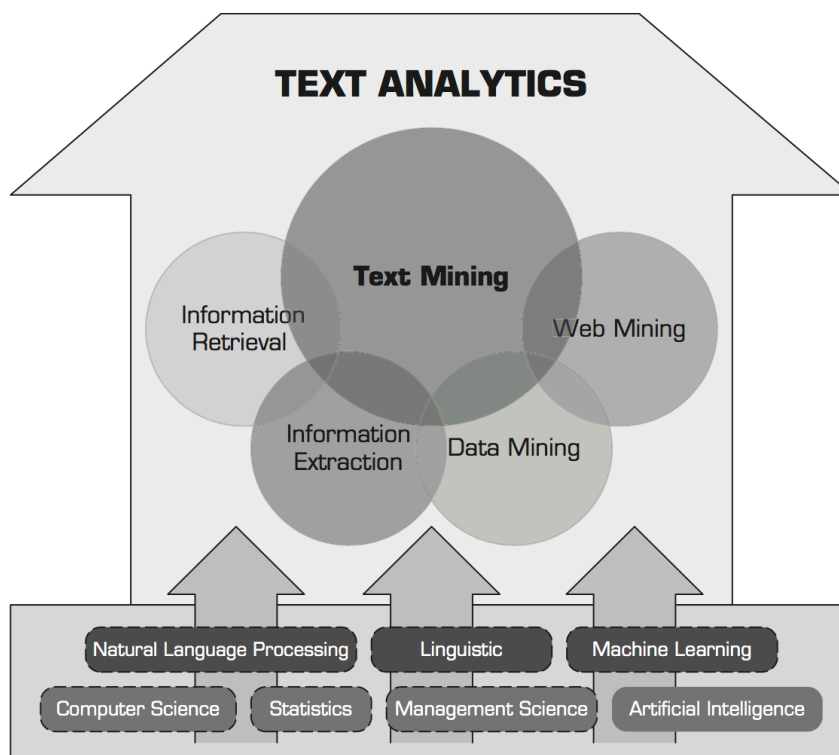 TEXT ANALYTICS
Text Mining
Information
Retrieval
Web Mining
Information
Extraction
Data Mining
Natural Language Processing
Linguistic
Machine Learning
Computer Science
Statistics
Management Science
Artificial Intelligence